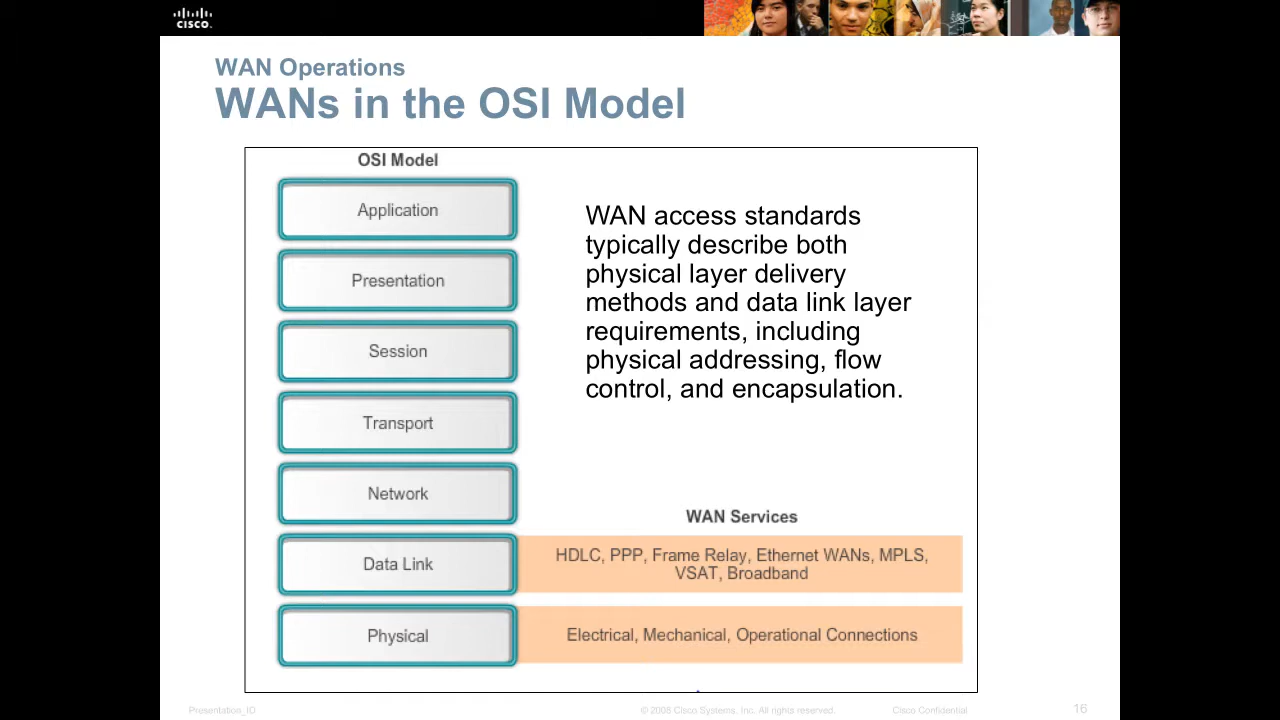 CISCO
WAN Operations
WANs in the OSI Model
OSI Model
Application
Presentation
Session
Transport
Network
Data Link
Physical
WAN access standards
typically describe both
physical layer delivery
methods and data link layer
requirements, including
physical addressing, flow
control, and encapsulation.
WAN Services
HDLC, PPP, Frame Relay, Ethernet WANs, MPLS,
VSAT, Broadband
Electrical, Mechanical, Operational Connections
Presentation_ID
© 2008 Cisco Systems, Inc. All rights reserved.
Cisco Confidential
16